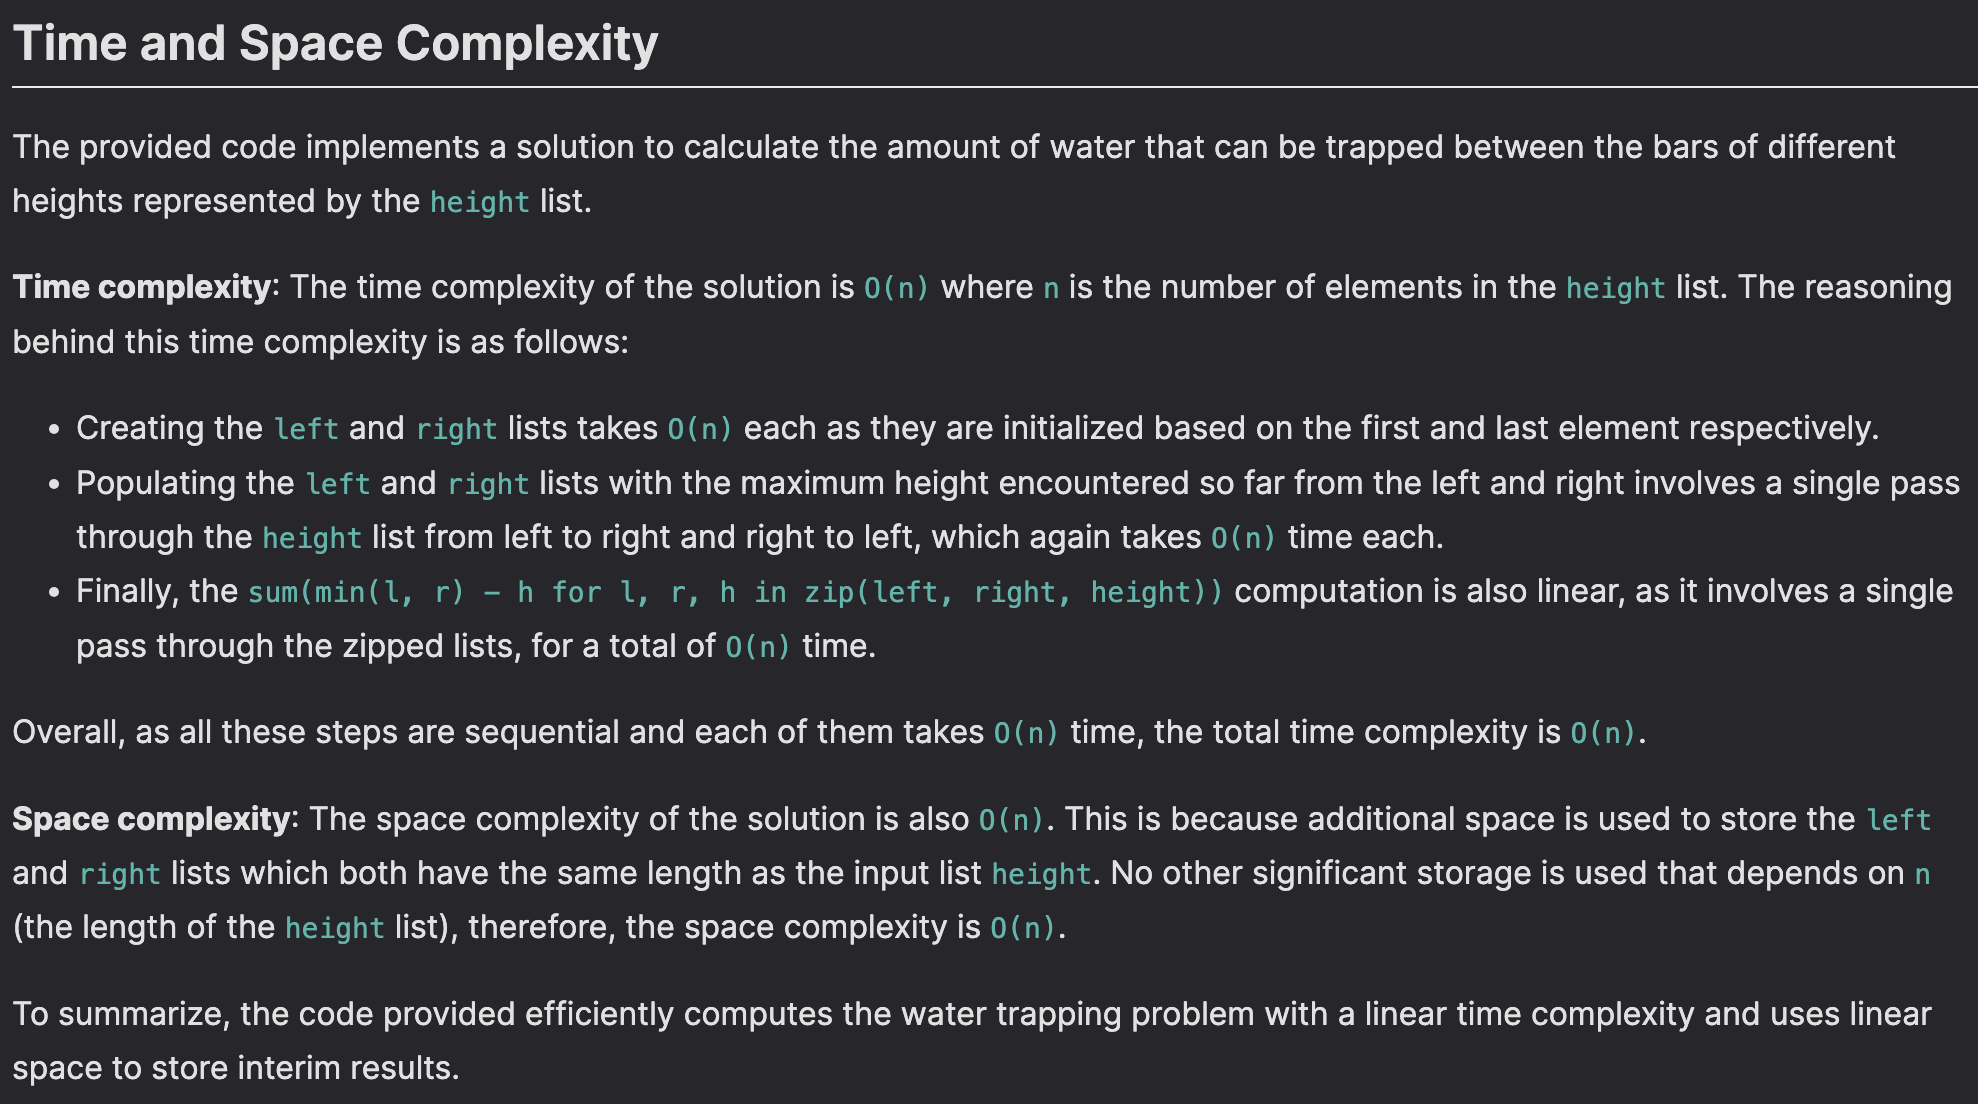 Time and Space Complexity
The provided code implements a solution to calculate the amount of water that can be trapped between the bars of different
heights represented by the height list.
Time complexity: The time complexity of the solution is O(n) where n is the number of elements in the height list. The reasoning
behind this time complexity is as follows:
• Creating the left and right lists takes O(n) each as they are initialized based on the first and last element respectively.
• Populating the left and right lists with the maximum height encountered so far from the left and right involves a single pass
through the height list from left to right and right to left, which again takes O(n) time each.
• Finally, the sum(min(l, r) - h for l, r, h in zip(left, right, height)) computation is also linear, as it involves a single
pass through the zipped lists, for a total of O(n) time.
Overall, as all these steps are sequential and each of them takes O(n) time, the total time complexity is O(n).
Space complexity: The space complexity of the solution is also O(n). This is because additional space is used to store the left
and right lists which both have the same length as the input list height. No other significant storage is used that depends on n
(the length of the height list), therefore, the space complexity is O(n).
To summarize, the code provided efficiently computes the water trapping problem with a linear time complexity and uses linear
space to store interim results.